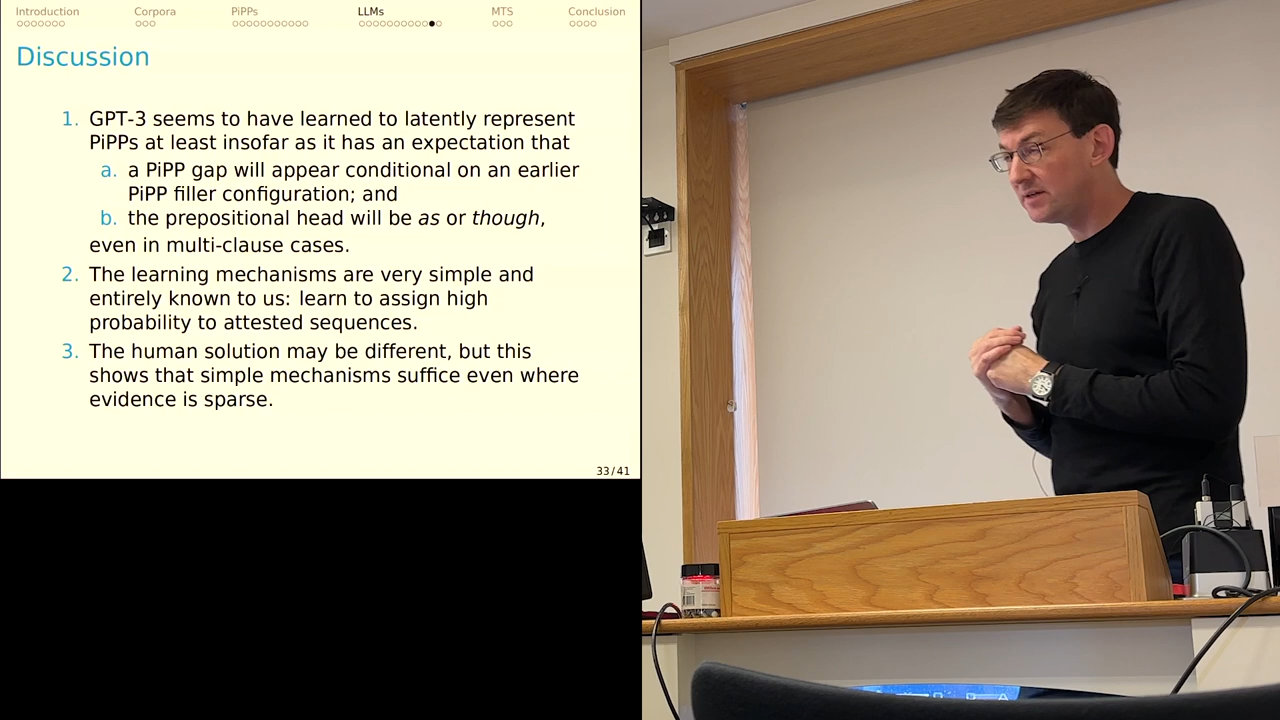 Introduction Corpora PiPPs LLMs MTS Conclusion
Discussion
1. GPT-3 seems to have learned to latently represent
PiPPs at least insofar as it has an expectation that
a. a PiPP gap will appear conditional on an earlier
PiPP filler configuration; and
b. the prepositional head will be as or though,
even in multi-clause cases.
2. The learning mechanisms are very simple and
entirely known to us: learn to assign high
probability to attested sequences.
3. The human solution may be different, but this
shows that simple mechanisms suffice even where
evidence is sparse.
33/41